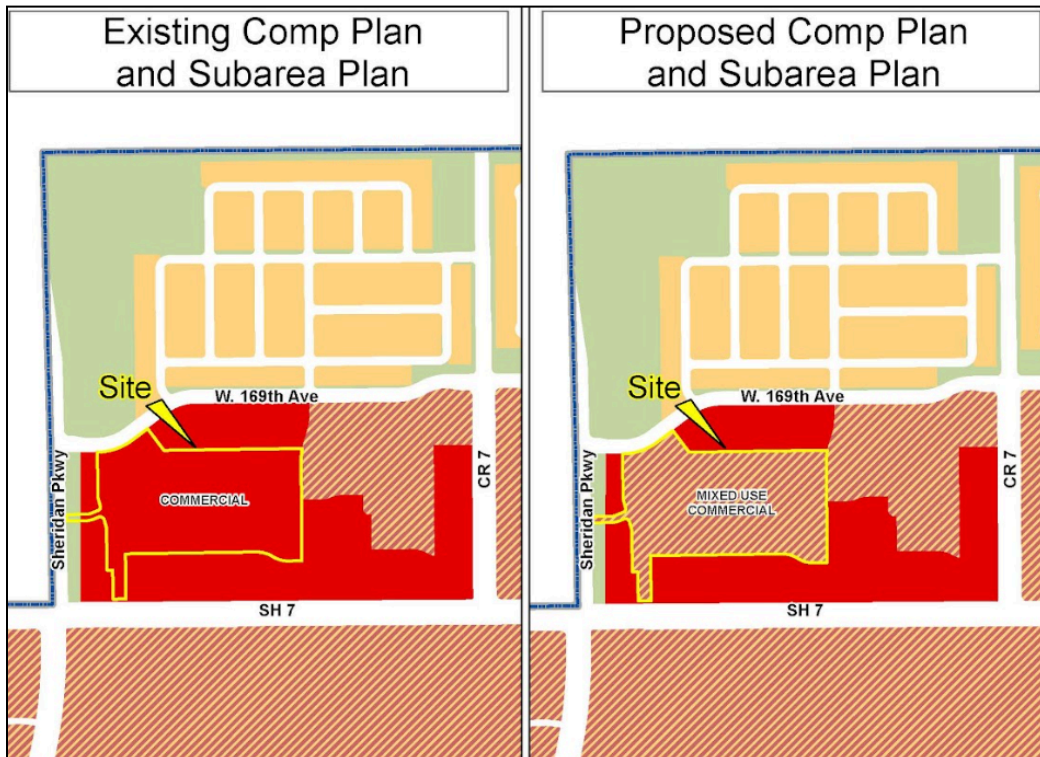 Existing Comp Plan
and Subarea Plan
Site
W. 169th Ave
COMMERCIAL
Sheridan Pkwy
CR 7
SH 7
Proposed Comp Plan
and Subarea Plan
Site
W. 169th Ave
MIXED USE
COMMERCIAL
Sheridan Pkwy
CR 7
SH 7